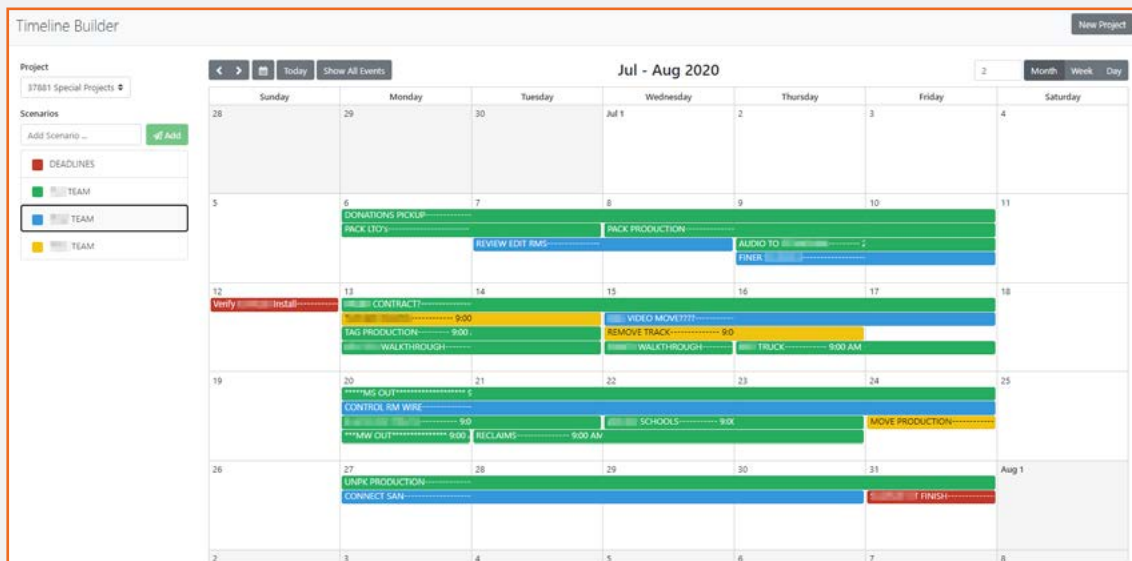 Timeline Builder
New Project
Project
37881 Special Projects
Scenarios
Add Scenario ...
Add
DEADLINES
TEAM
TEAM
TEAM
Today
Show All Events
Jul - Aug 2020
2
Month Week Day
Sunday Monday Tuesday Wednesday Thursday Friday Saturday
28 29 30 Jul 1 2 3 4
5 6 7 8 9 10 11
DONATIONS PICKUP-------------
PACK LTO's----------------------- PACK PRODUCTION---------------------
REVIEW EDIT RMS------------- AUDIO TO --------- 2
FINER ----------------------
12 13 14 15 16 17 18
Verify Install----------- CONTRACT?--------------
------------ 9:00 VIDEO MOVE????-----------
TAG PRODUCTION--------- 9:00 REMOVE TRACK-------------- 9:0
WALKTHROUGH-------- WALKTHROUGH-------- TRUCK------------ 9:00 AM
19 20 21 22 23 24 25
*****MS OUT******************** 9
CONTROL RM WIRE--------------
--------- 9:0 SCHOOLS----------- 9:00 MOVE PRODUCTION-----------
***MW OUT**************** 9:00 RECLAIMS--------------- 9:00 AM
26 27 28 29 30 31 Aug 1
UNPK PRODUCTION-------------
CONNECT SAN------------------- FINISH-------------
2 3 4 5 6 7 8